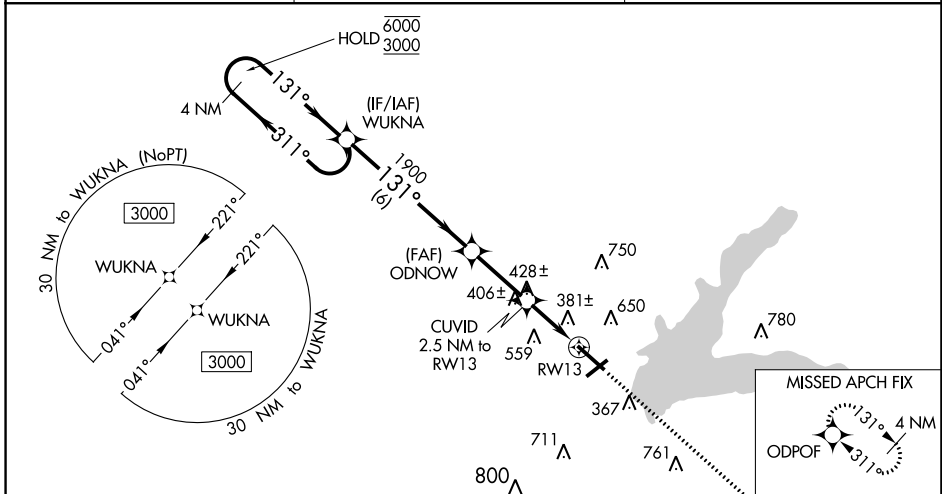 HOLD
6000
3000
4 NM
131°
311°
(IF/IAF)
WUKNA
1900
131°
(6)
30 NM to WUKNA (NoPT)
3000
221°
WUKNA
041°
221°
WUKNA
3000
041°
30 NM to WUKNA
(FAF)
ODNOW
750
428±
406±
381±
650
CUVID
2.5 NM to
RW13
559
RW13
780
367
711
761
800
MISSED APCH FIX
131°
4 NM
ODPOF
311°